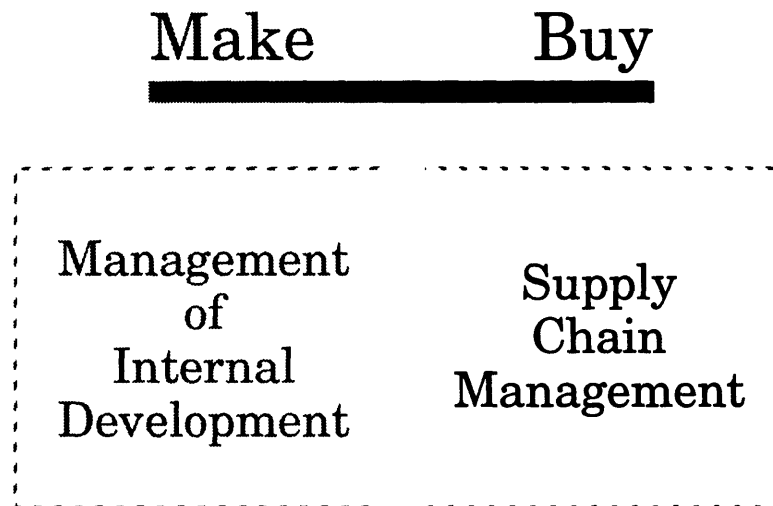 Make Buy
Management
of
Internal
Development
Supply
Chain
Management